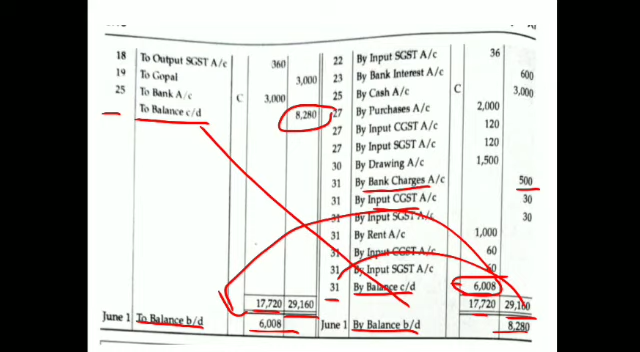 18 To Output SGST A/c 360
19 To Gopal 3,000
25 To Bank A/c C 3,000
To Balance c/d 8,280
22 By Input SGST A/c 36
23 By Bank Interest A/c 600
25 By Cash A/c C 3,000
27 By Purchases A/c 2,000
27 By Input CGST A/c 120
27 By Input SGST A/c 120
30 By Drawing A/c 1,500
31 By Bank Charges A/c 500
31 By Input CGST A/c 30
31 By Input SGST A/c 30
31 By Rent A/c 1,000
31 By Input CGST A/c 60
31 By Input SGST A/c
31 By Balance c/d 6,008
17,720 29,160
17,720 29,160
June 1 To Balance b/d 6,008
June 1 By Balance b/d 8,280